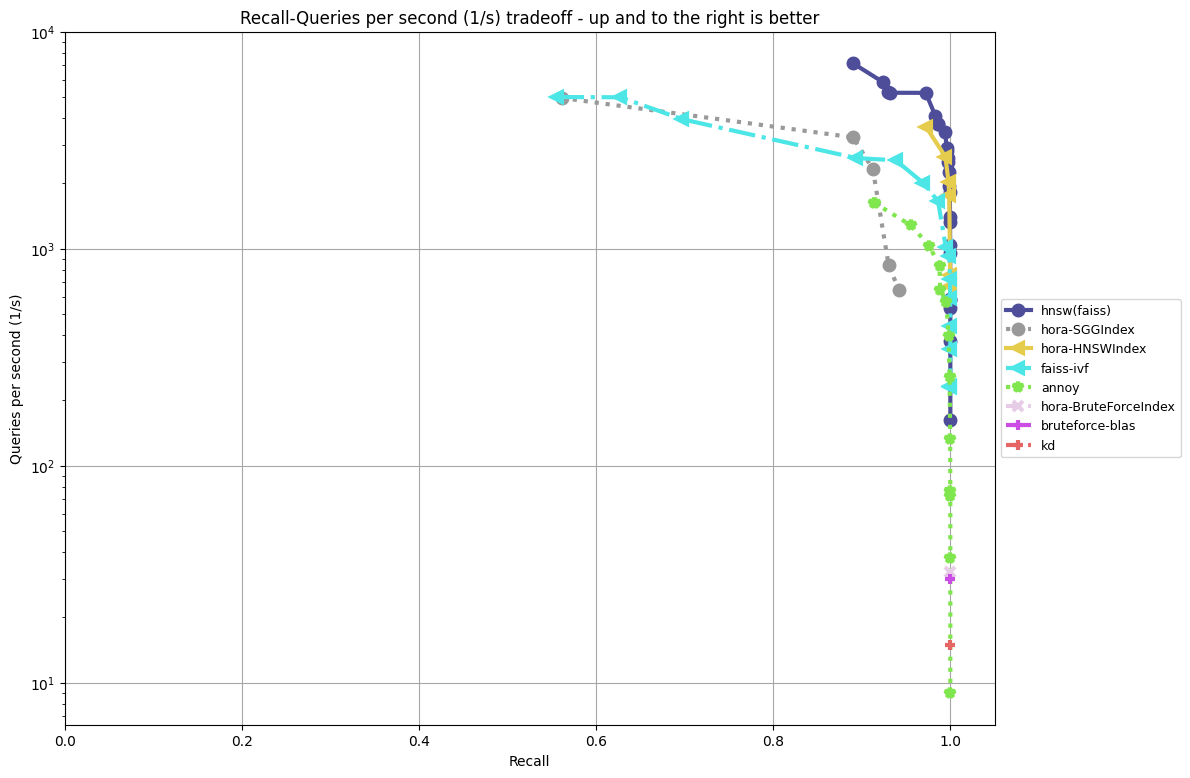 Recall-Queries per second (1/s) tradeoff - up and to the right is better
10^4
10^3
10^2
10^1
Queries per second (1/s)
0.0 0.2 0.4 0.6 0.8 1.0
Recall
hnsw(faiss)
hora-SGGIndex
hora-HNSWIndex
faiss-ivf
annoy
hora-BruteForceIndex
bruteforce-blas
kd